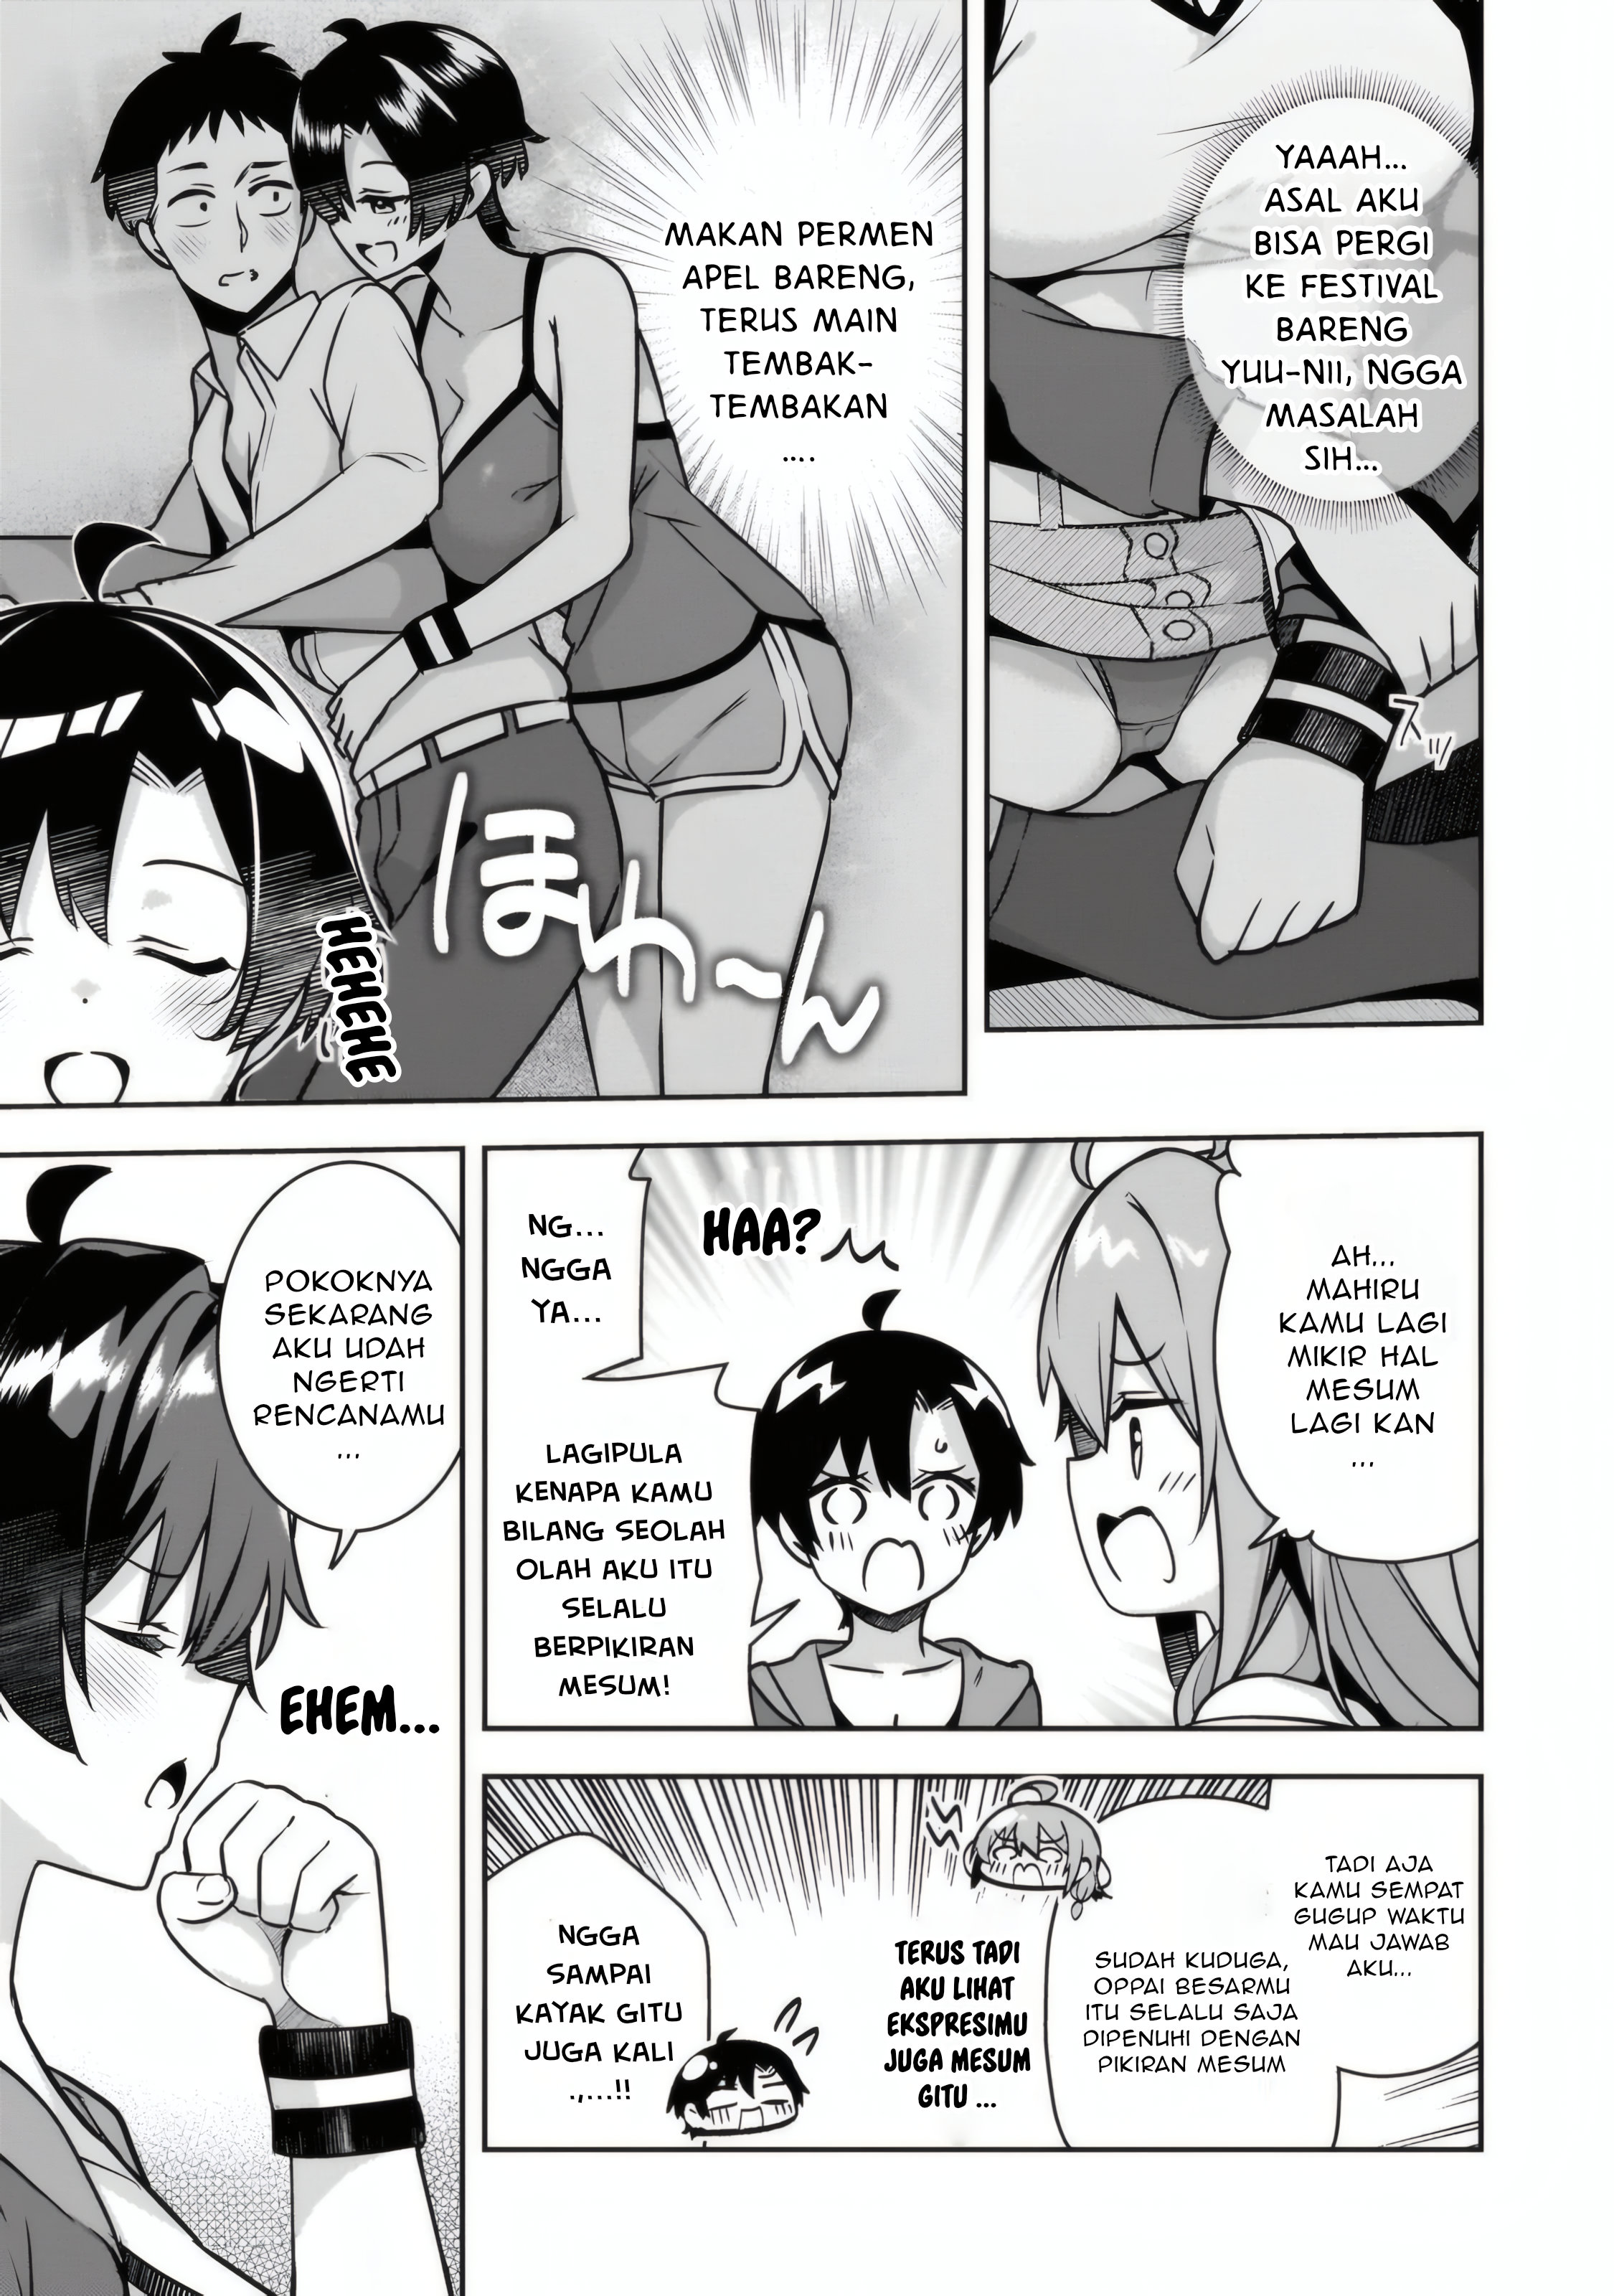 YAAAH...
ASAL AKU
BISA PERGI
KE FESTIVAL
BARENG
YUU-NII, NGGA
MASALAH
SIH...
スッ
MAKAN PERMEN
APEL BARENG,
TERUS MAIN
TEMBAK-
TEMBAKAN
....
ほわ~ん
HEHEHE
AH...
MAHIRU
KAMU LAGI
MIKIR HAL
MESUM
LAGI KAN
...
HAA?
NG...
NGGA
YA...
LAGIPULA
KENAPA KAMU
BILANG SEOLAH
OLAH AKU ITU
SELALU
BERPIKIRAN
MESUM!
TADI AJA
KAMU SEMPAT
GUGUP WAKTU
MAU JAWAB
AKU...
SUDAH KUDUGA,
OPPAI BESARMU
ITU SELALU SAJA
DIPENUHI DENGAN
PIKIRAN MESUM
TERUS TADI
AKU LIHAT
EKSPRESIMU
JUGA MESUM
GITU ...
NGGA
SAMPAI
KAYAK GITU
JUGA KALI
.,...!!
POKOKNYA
SEKARANG
AKU UDAH
NGERTI
RENCANAMU
...
EHEM...